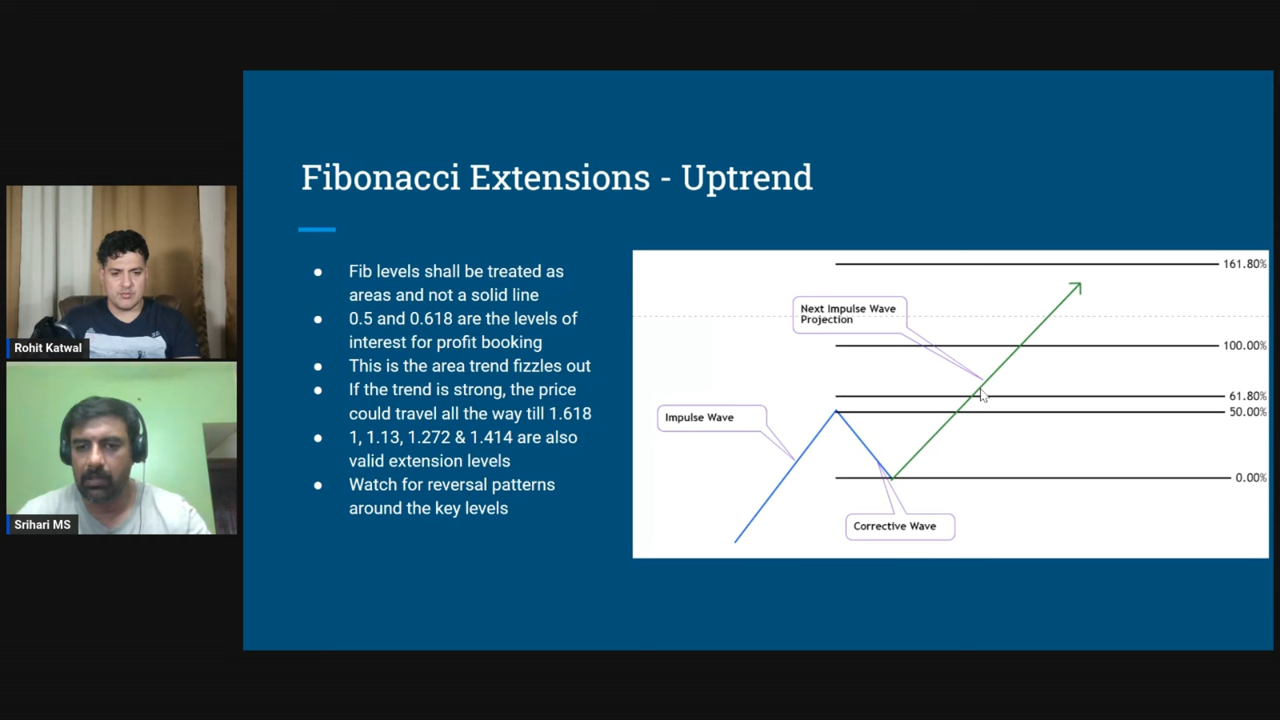 Fibonacci Extensions - Uptrend
● Fib levels shall be treated as
areas and not a solid line
● 0.5 and 0.618 are the levels of
interest for profit booking
● This is the area trend fizzles out
● If the trend is strong, the price
could travel all the way till 1.618
● 1, 1.13, 1.272 & 1.414 are also
valid extension levels
● Watch for reversal patterns
around the key levels
161.80%
Next Impulse Wave
Projection
100.00%
61.80%
50.00%
Impulse Wave
0.00%
Corrective Wave
Rohit Katwal
Srihari MS